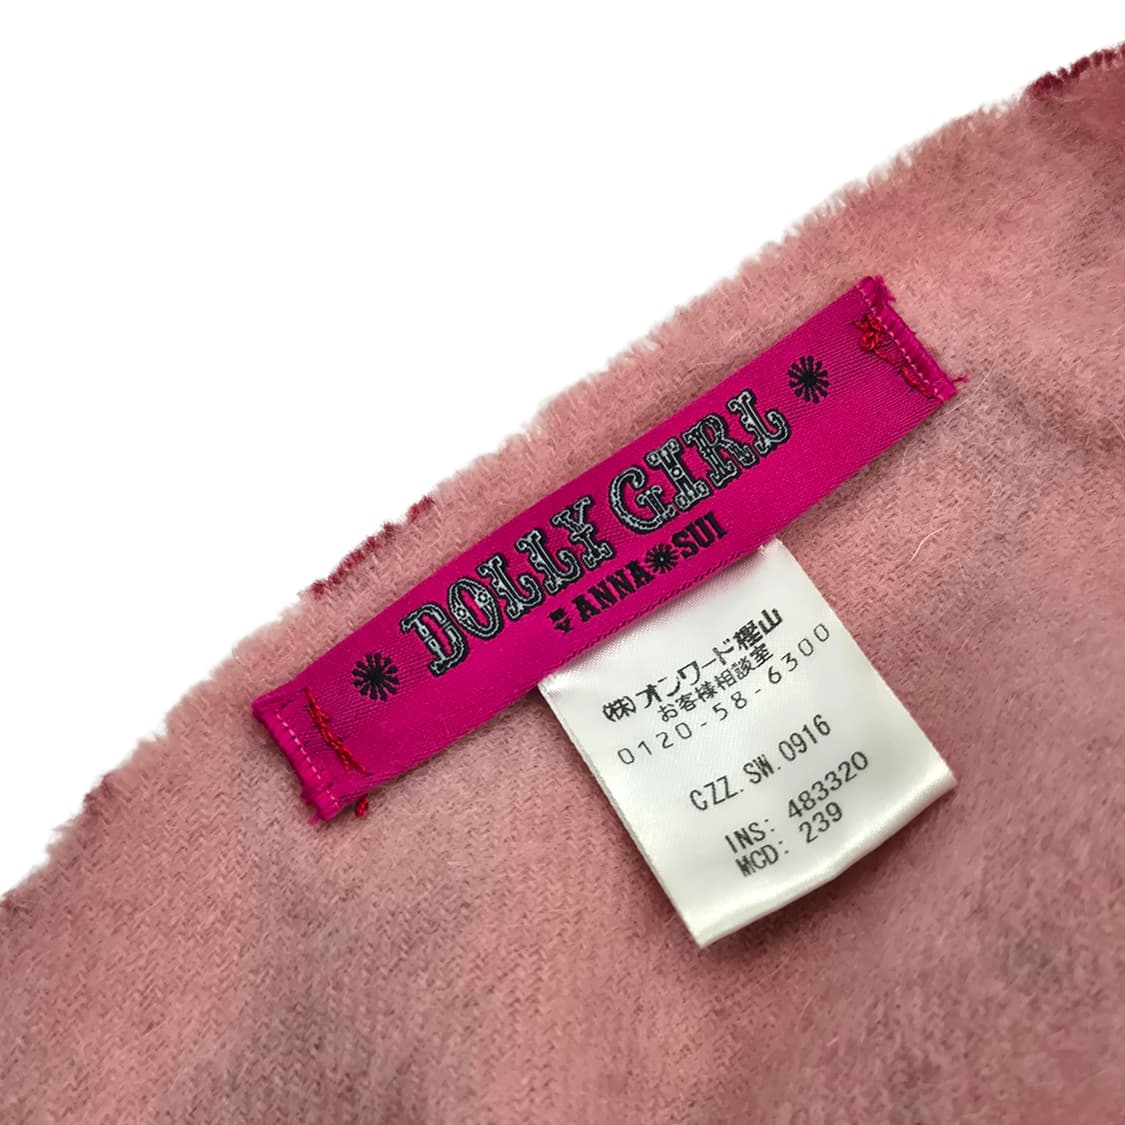 DOLLY GIRL
BY ANNA SUI
(株)オンワード樫山
お客様相談室
0120-58-6300
CZZ.SW.0916
INS: 483320
MCD: 239